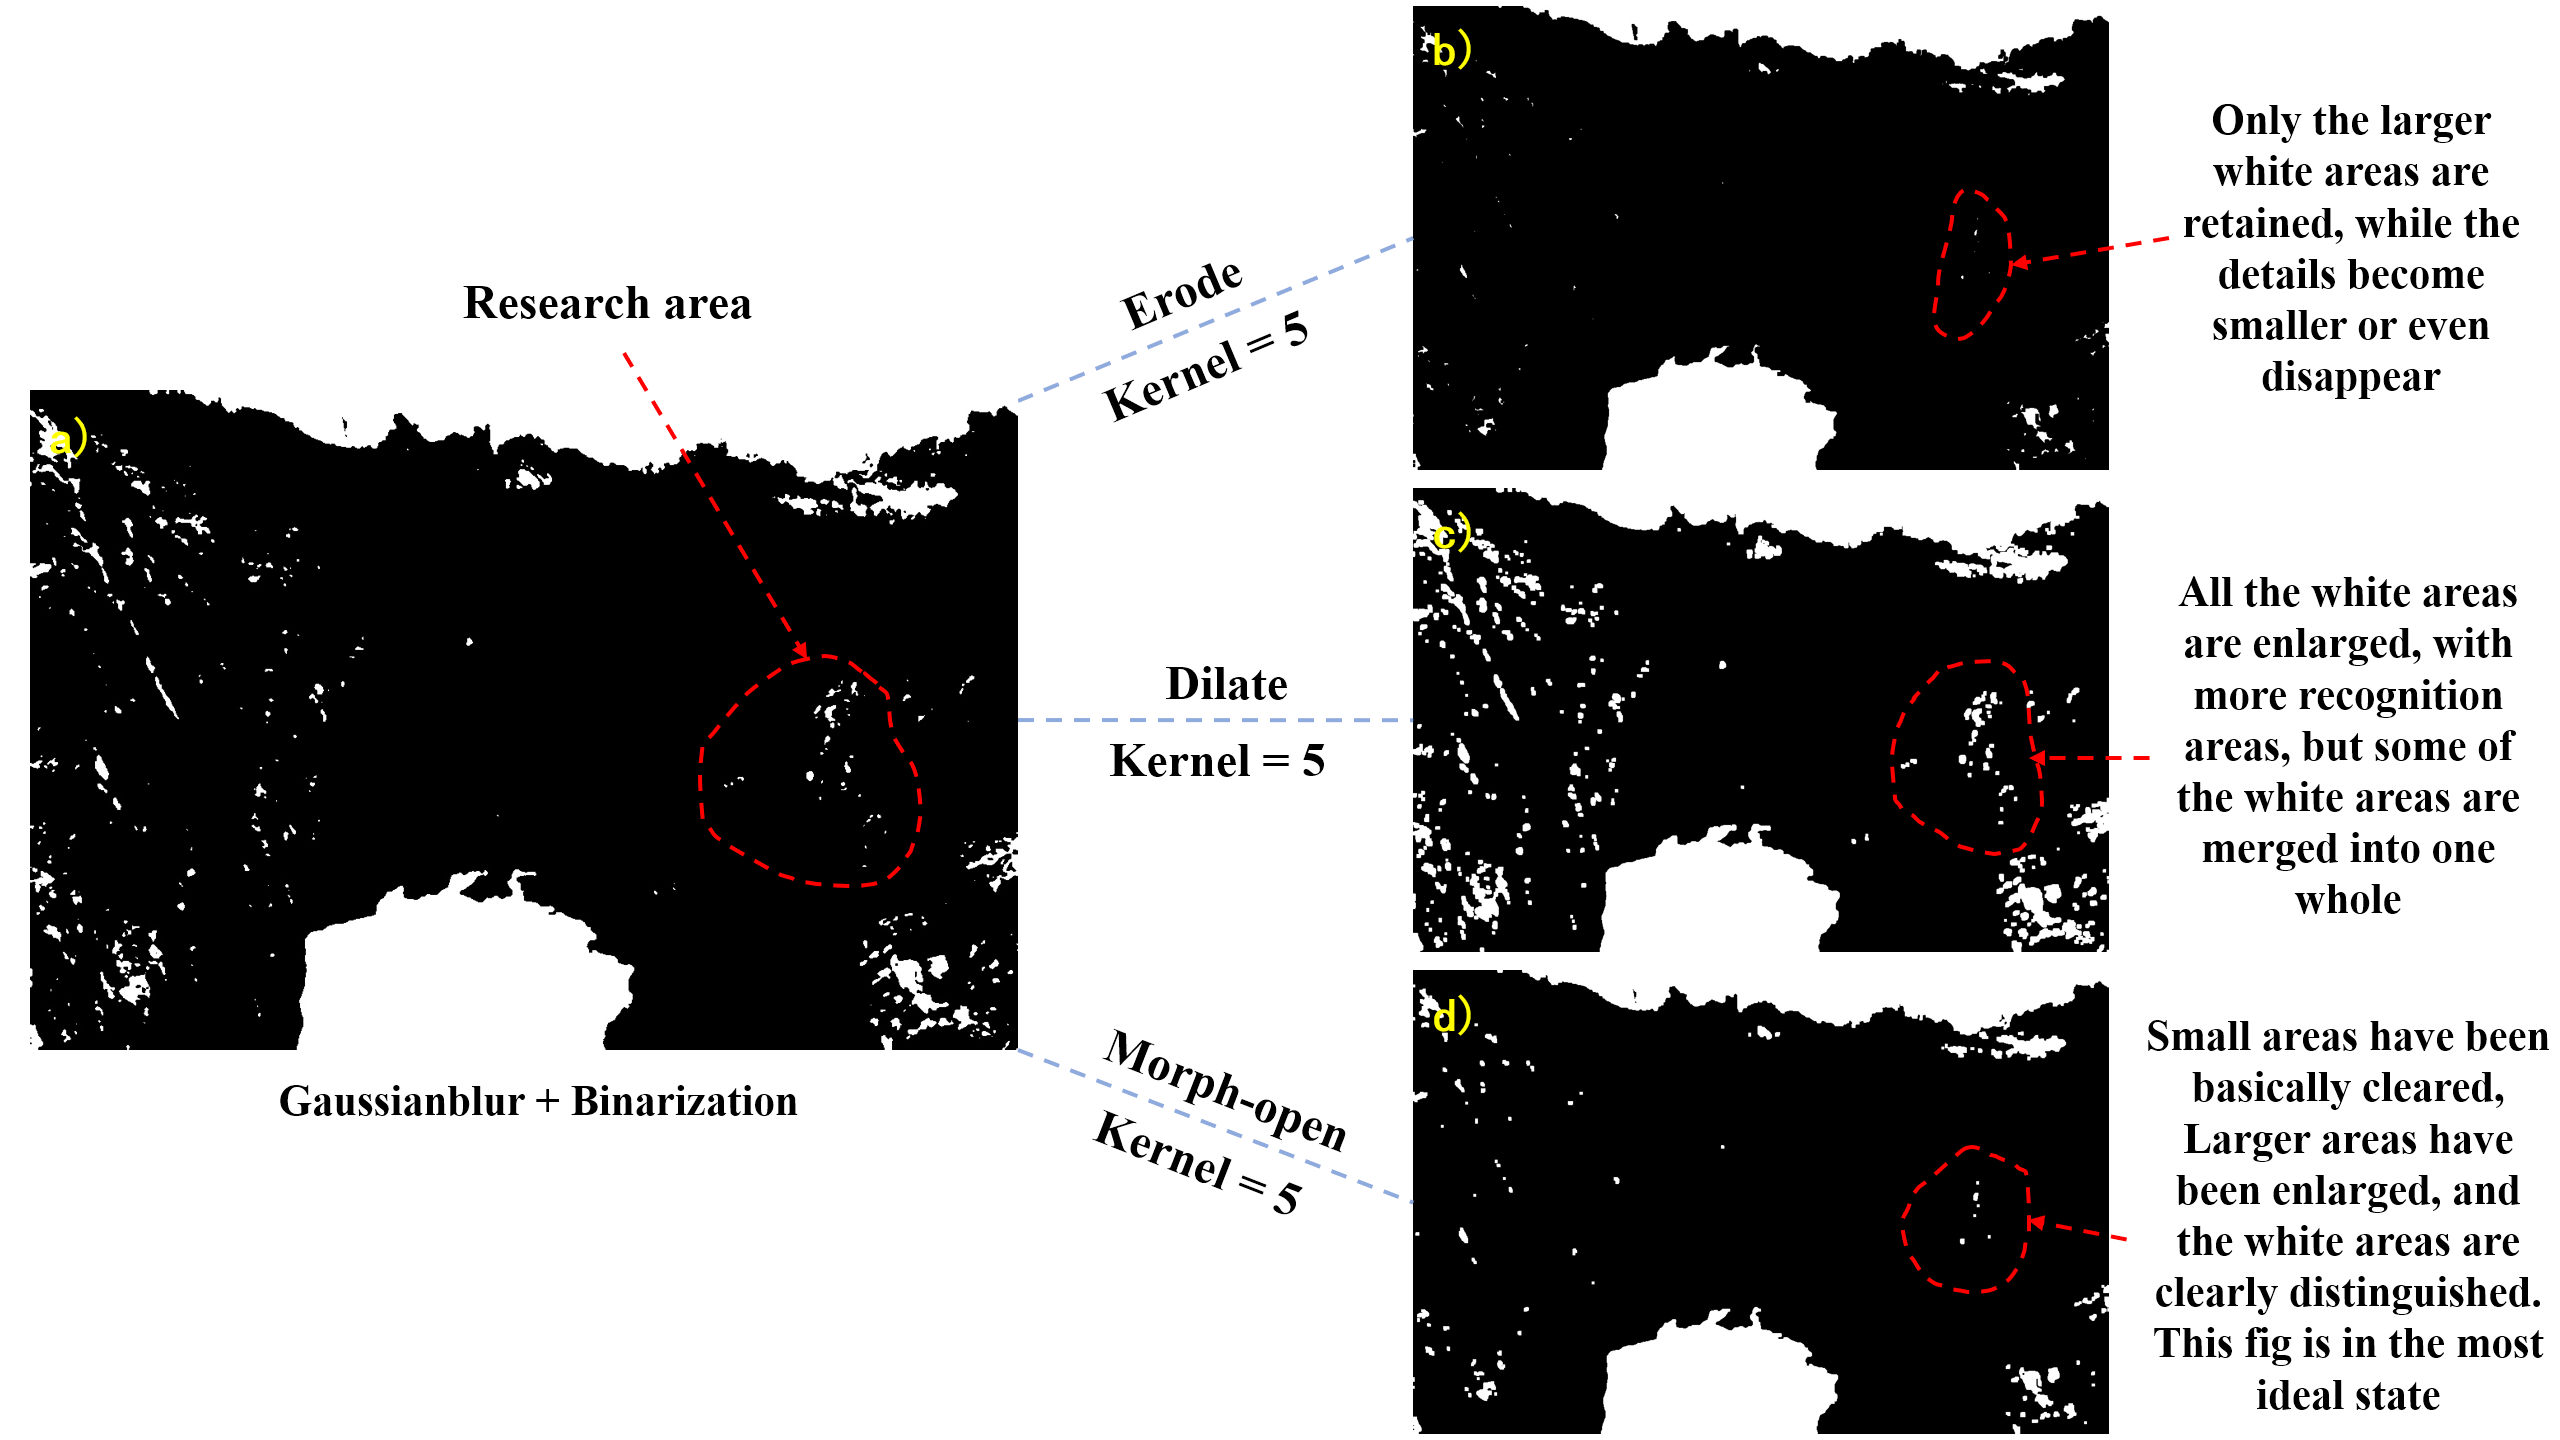 Research area
a)
Gaussianblur + Binarization
Erode
Kernel = 5
Dilate
Kernel = 5
Morph-open
Kernel = 5
b)
Only the larger
white areas are
retained, while the
details become
smaller or even
disappear
c)
All the white areas
are enlarged, with
more recognition
areas, but some of
the white areas are
merged into one
whole
d)
Small areas have been
basically cleared,
Larger areas have
been enlarged, and
the white areas are
clearly distinguished.
This fig is in the most
ideal state